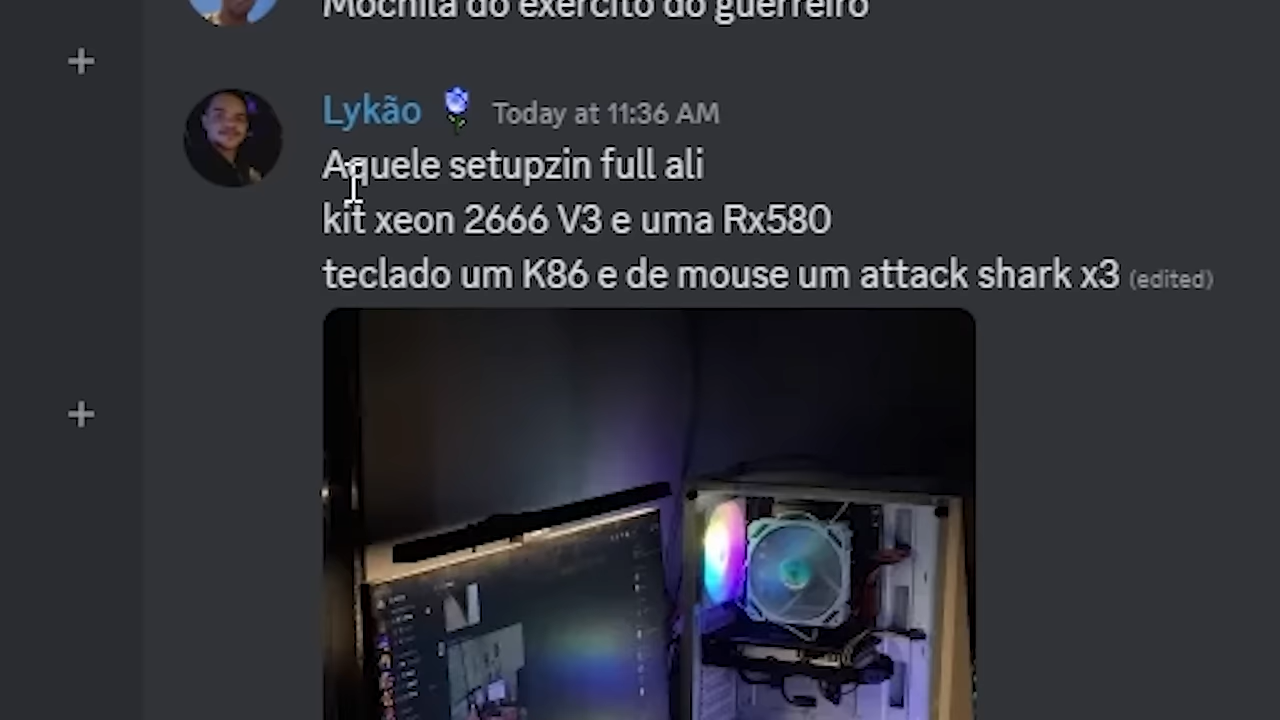 Mochila do exercito do guerreiro
Lykão Today at 11:36 AM
Aquele setupzin full ali
kit xeon 2666 V3 e uma Rx580
teclado um K86 e de mouse um attack shark x3 (edited)